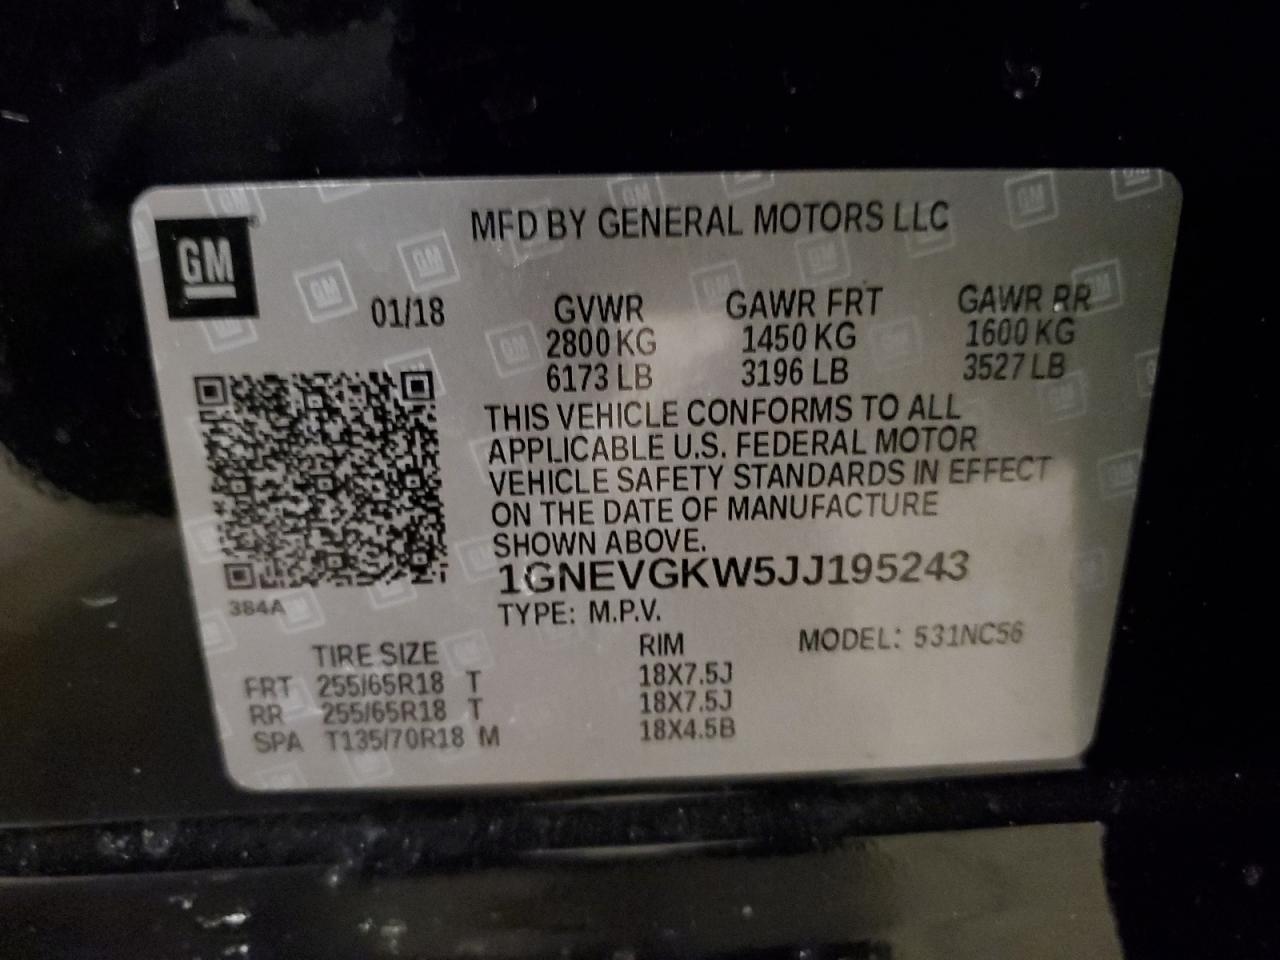 GM
MFD BY GENERAL MOTORS LLC
01/18 GVWR GAWR FRT GAWR RR
2800 KG 1450 KG 1600 KG
6173 LB 3196 LB 3527 LB
THIS VEHICLE CONFORMS TO ALL
APPLICABLE U.S. FEDERAL MOTOR
VEHICLE SAFETY STANDARDS IN EFFECT
ON THE DATE OF MANUFACTURE
SHOWN ABOVE.
1GNEVGKW5JJ195243
384A
TYPE: M.P.V.
TIRE SIZE RIM MODEL: 531NC56
FRT 255/65R18 T 18X7.5J
RR 255/65R18 T 18X7.5J
SPA T135/70R18 M 18X4.5B